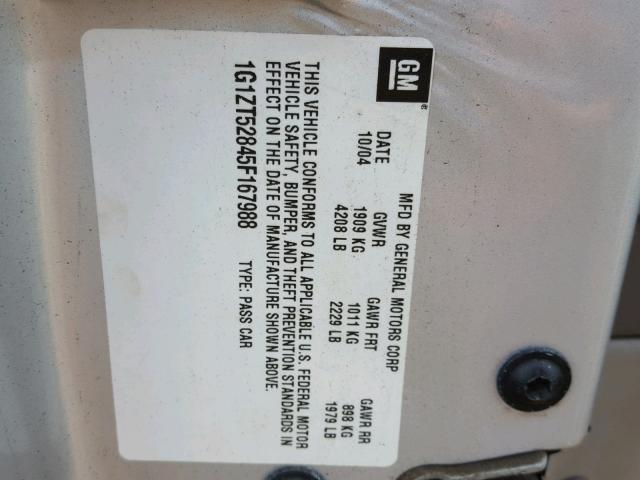 GM®
MFD BY GENERAL MOTORS CORP
DATE GVWR GAWR FRT GAWR RR
10/04 1909 KG 1011 KG 898 KG
4208 LB 2229 LB 1979 LB
THIS VEHICLE CONFORMS TO ALL APPLICABLE U.S. FEDERAL MOTOR
VEHICLE SAFETY, BUMPER, AND THEFT PREVENTION STANDARDS IN
EFFECT ON THE DATE OF MANUFACTURE SHOWN ABOVE.
1G1ZT52845F167988 TYPE: PASS CAR